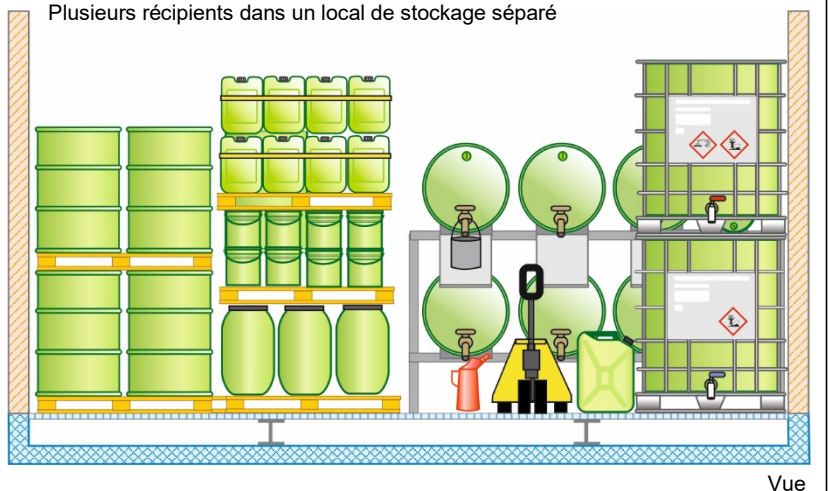 Plusieurs récipients dans un local de stockage séparé
Vue